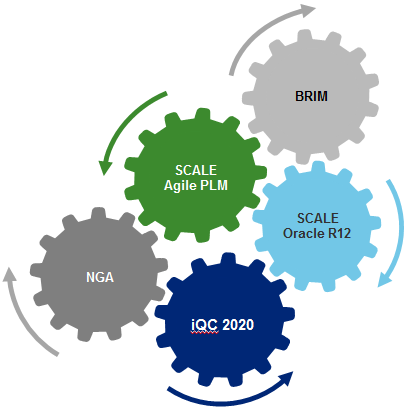 BRIM
SCALE
Agile PLM
SCALE
Oracle R12
NGA
iQC 2020